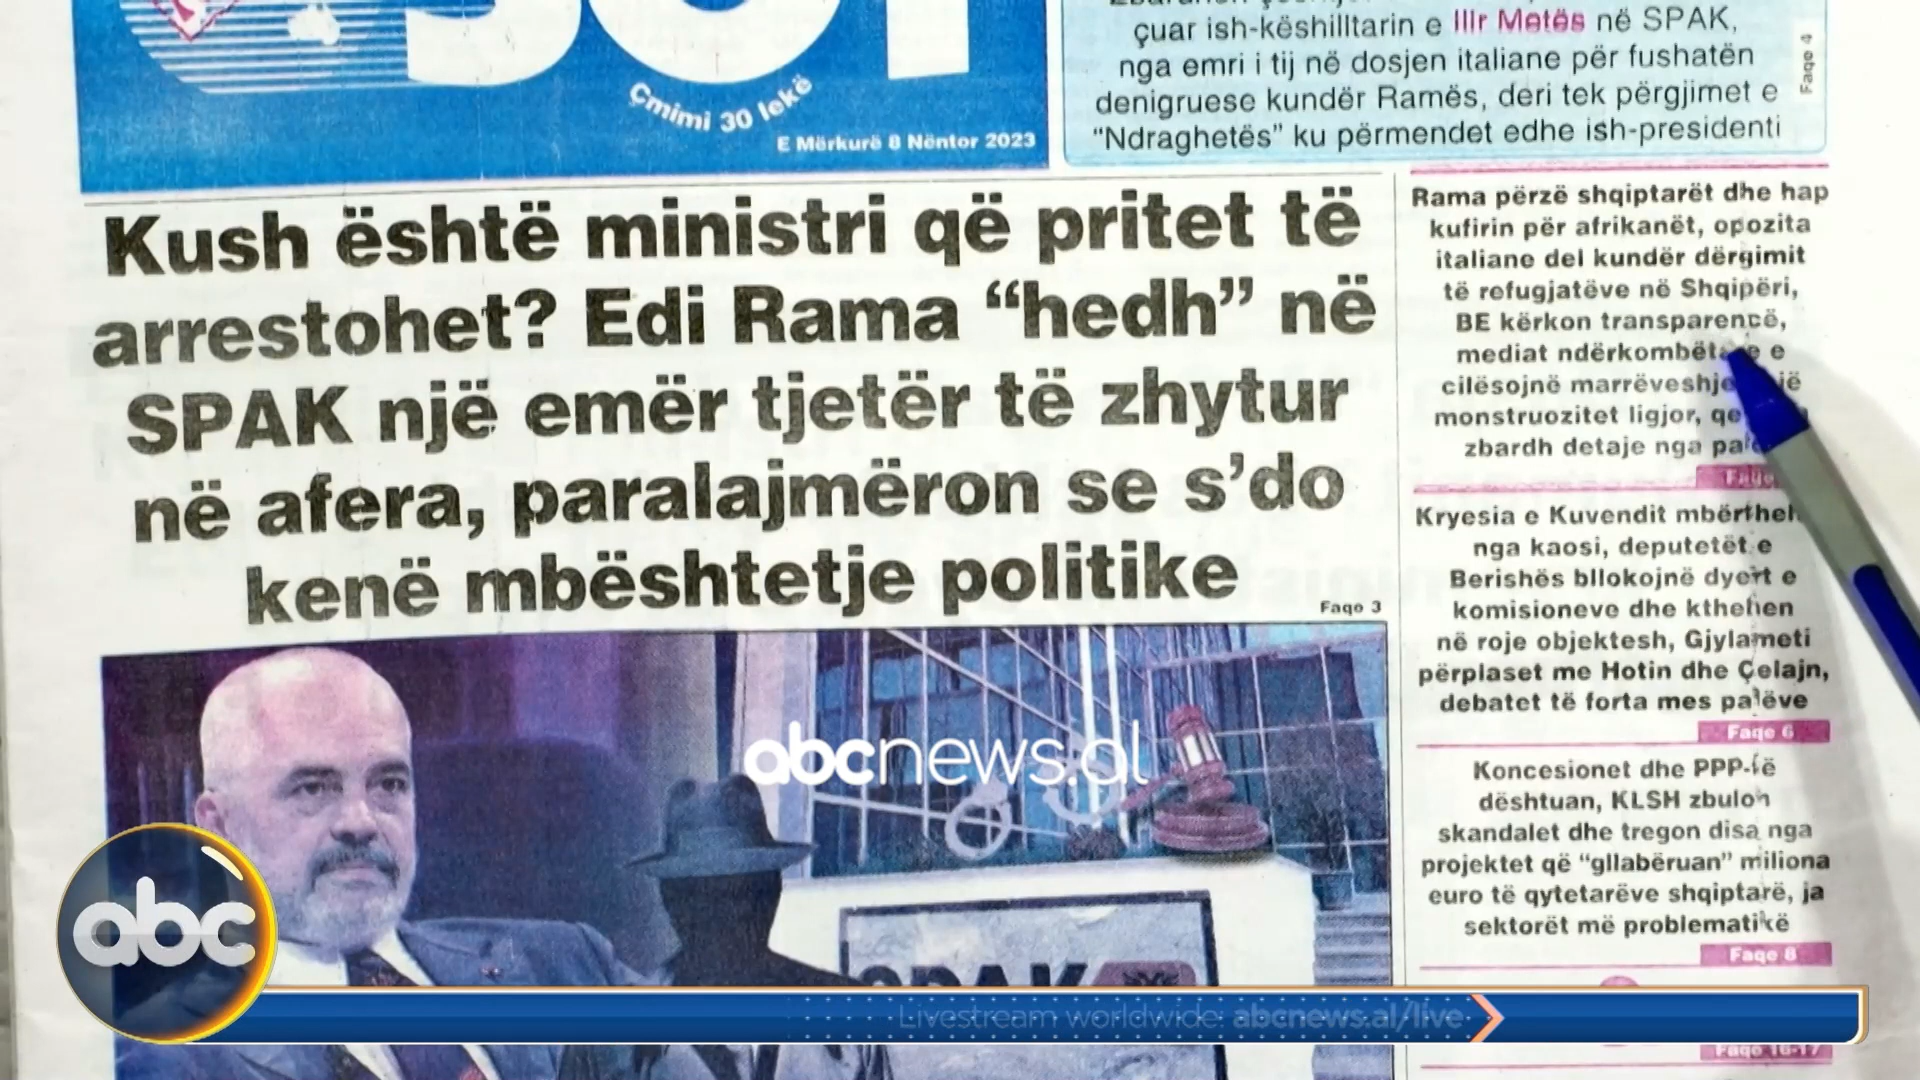 SOT
Çmimi 30 lekë
E Mërkurë 8 Nëntor 2023
çuar ish-këshilltarin e Ilir Metës në SPAK,
nga emri i tij në dosjen italiane për fushatën
denigruese kundër Ramës, deri tek përgjimet e
“Ndraghetës” ku përmendet edhe ish-presidenti
Faqe 4
Kush është ministri që pritet të
arrestohet? Edi Rama “hedh” në
SPAK një emër tjetër të zhytur
në afera, paralajmëron se s’do
kenë mbështetje politike
Faqe 3
Rama përzë shqiptarët dhe hap
kufirin për afrikanët, opozita
italiane del kundër dërgimit
të refugjatëve në Shqipëri,
BE kërkon transparencë,
mediat ndërkombëtare e
cilësojnë marrëveshje
monstruozitet ligjor,
zbardh detaje nga
Faqe
Kryesia e Kuvendit mbërthehet
nga kaosi, deputetët e
Berishës bllokojnë dyert e
komisioneve dhe kthehen
në roje objektesh, Gjylameti
përplaset me Hotin dhe Çelajn,
debatet të forta mes palëve
Faqe 6
Koncesionet dhe PPP-të
dështuan, KLSH zbulon
skandalet dhe tregon disa nga
projektet që “gllabëruan” miliona
euro të qytetarëve shqiptarë, ja
sektorët më problematikë
Faqe 8
abcnews.al
SPAK
abc
Livestream worldwide: abcnews.al/live
Faqe 16-17